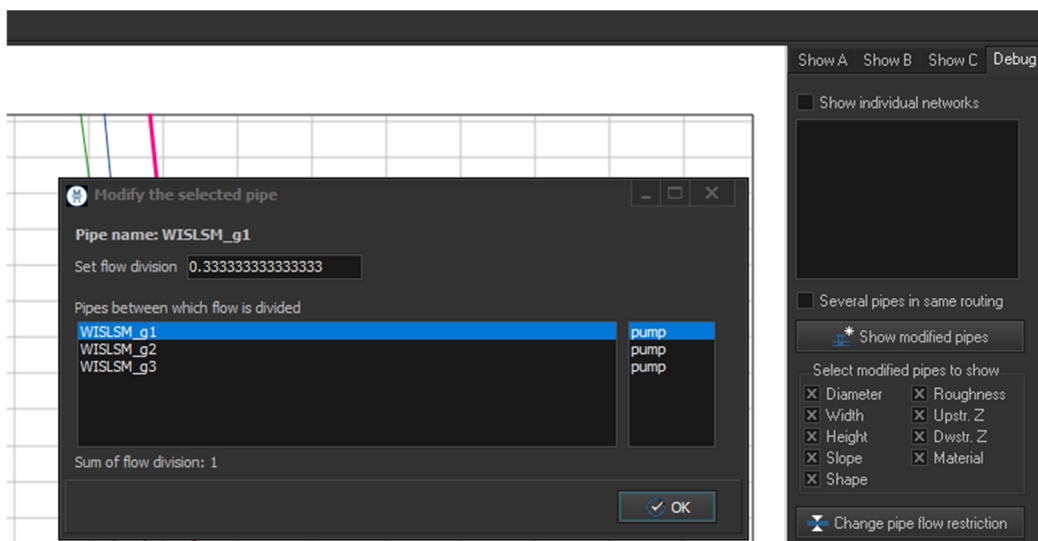 Show A Show B Show C Debug
Show individual networks
Modify the selected pipe
Pipe name: WISLSM_g1
Set flow division 0.333333333333333
Pipes between which flow is divided
WISLSM_g1 pump
WISLSM_g2 pump
WISLSM_g3 pump
Sum of flow division: 1
OK
Several pipes in same routing
Show modified pipes
Select modified pipes to show
Diameter Roughness
Width Upstr. Z
Height Dwstr. Z
Slope Material
Shape
Change pipe flow restriction